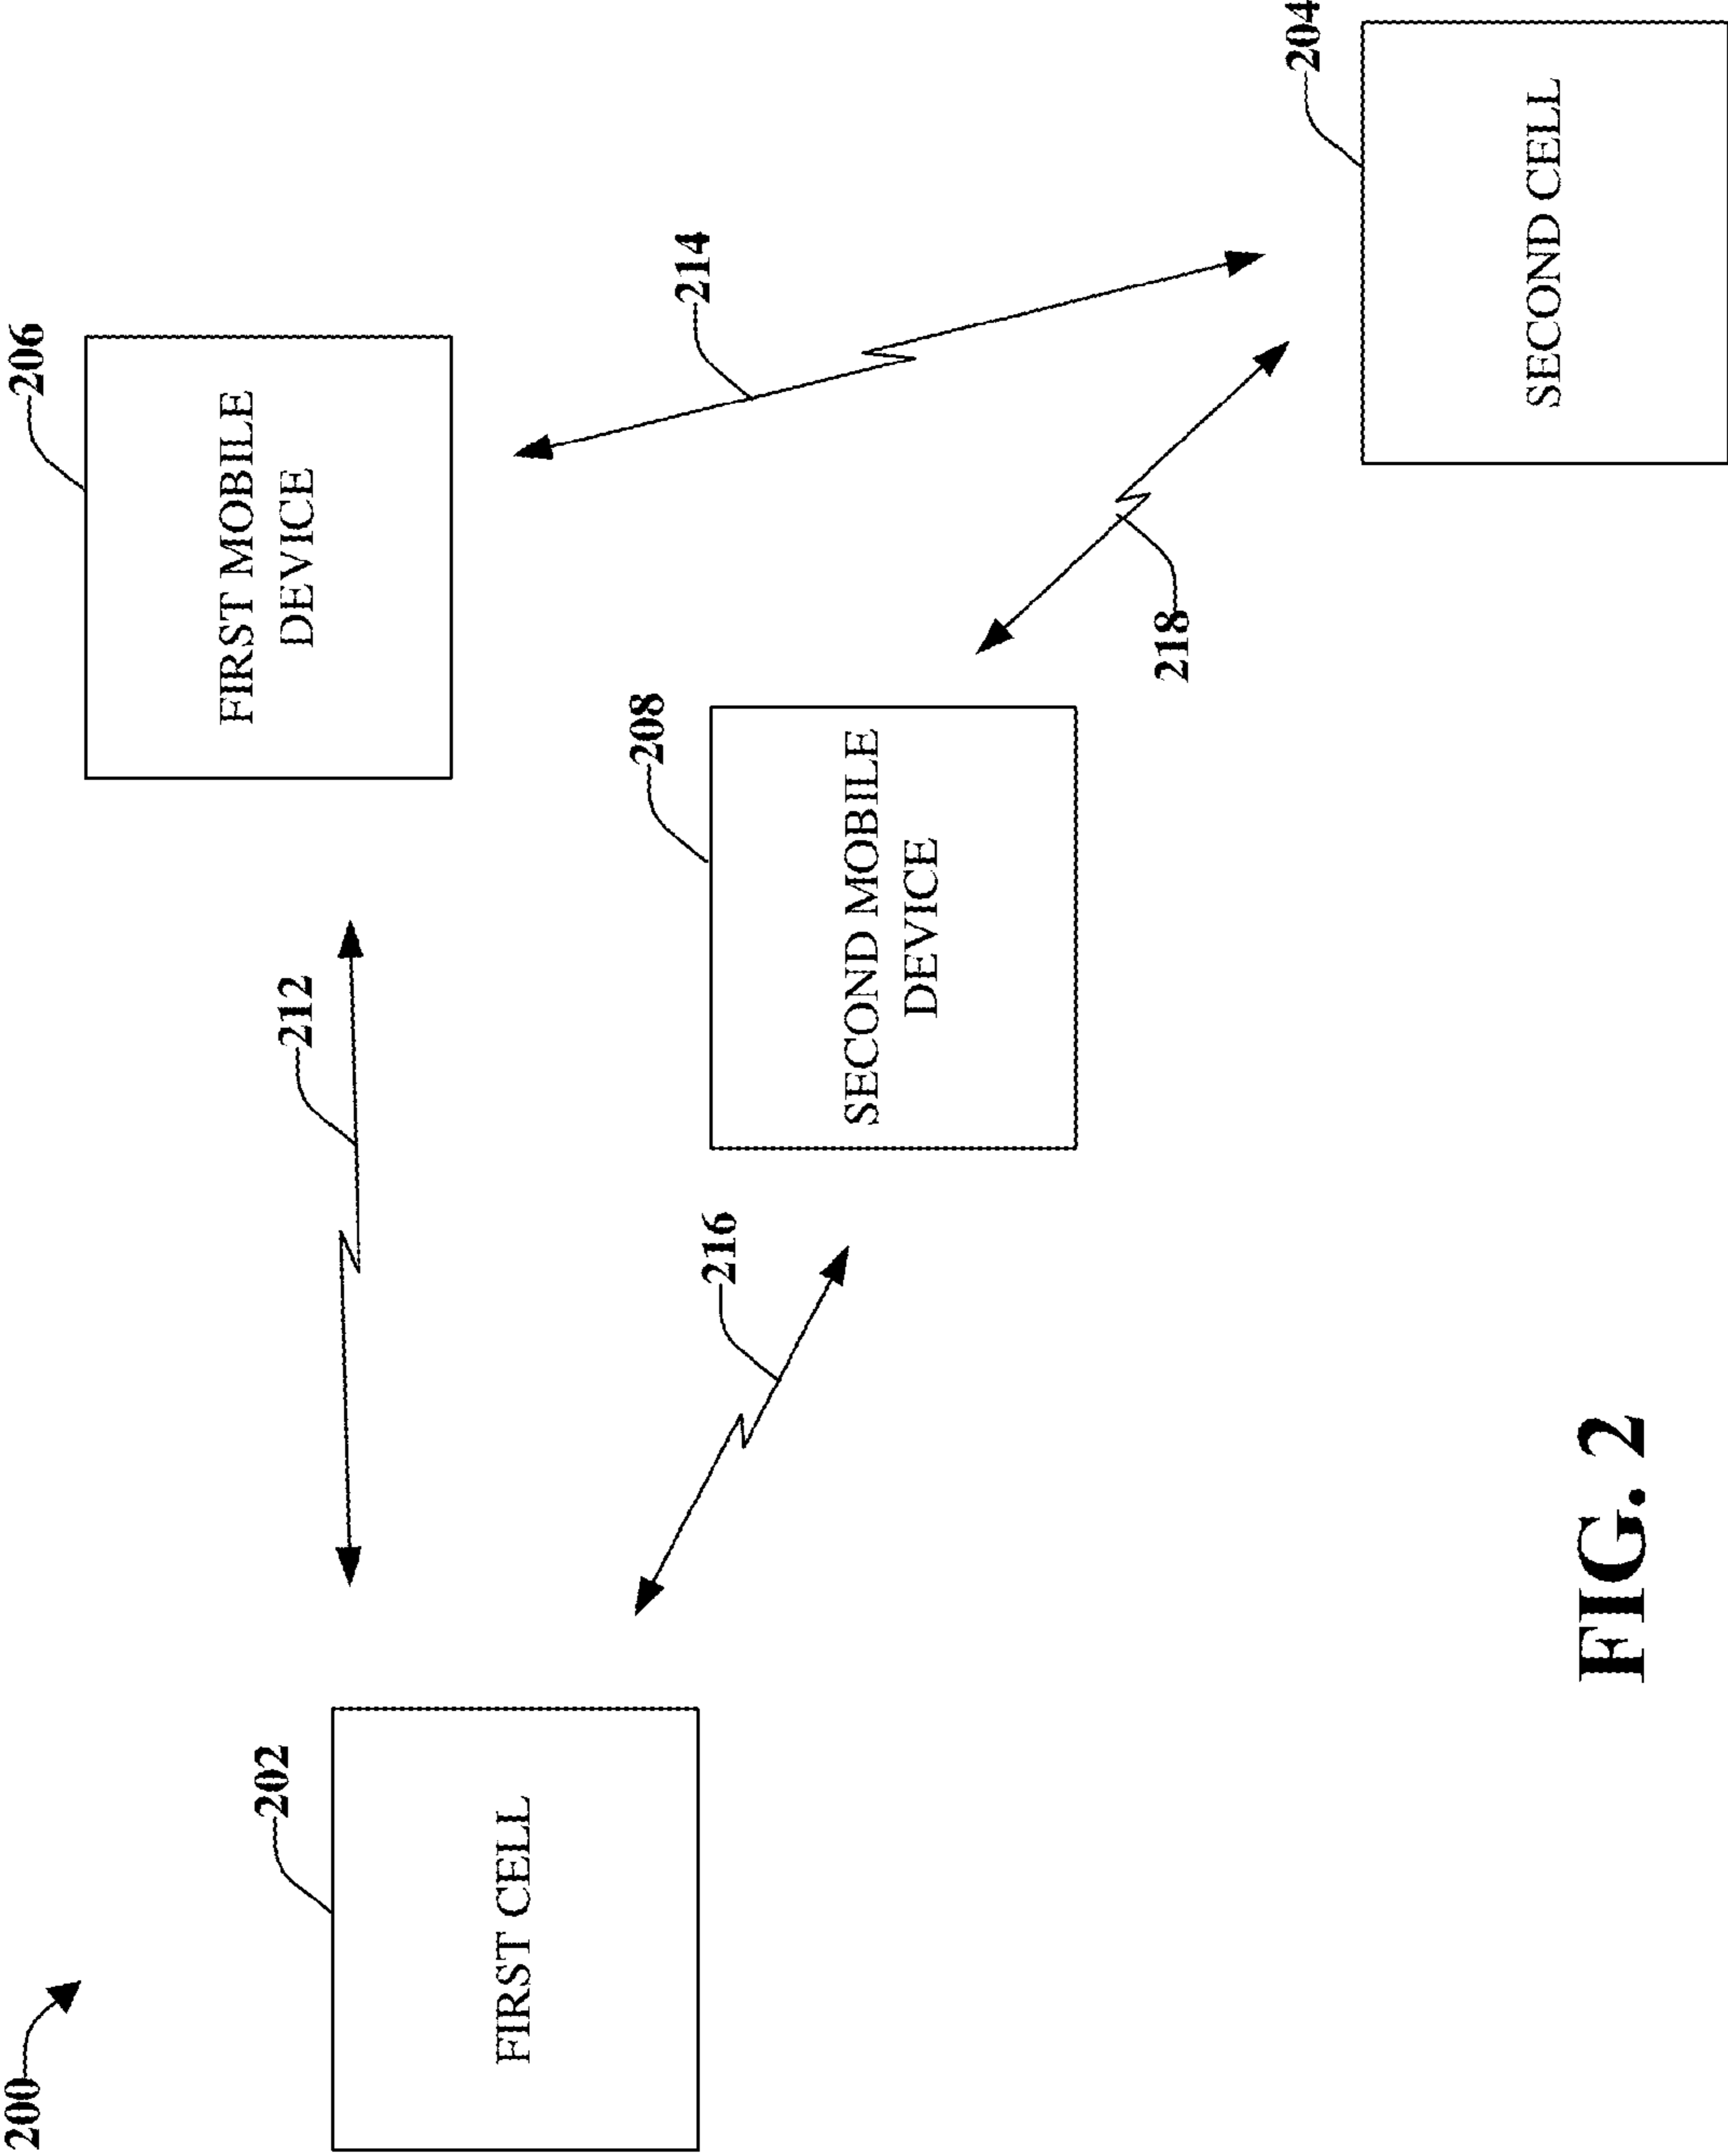 200
206
FIRST MOBILE
DEVICE
212
202
FIRST CELL
214
208
SECOND MOBILE
DEVICE
216
218
204
SECOND CELL
FIG. 2